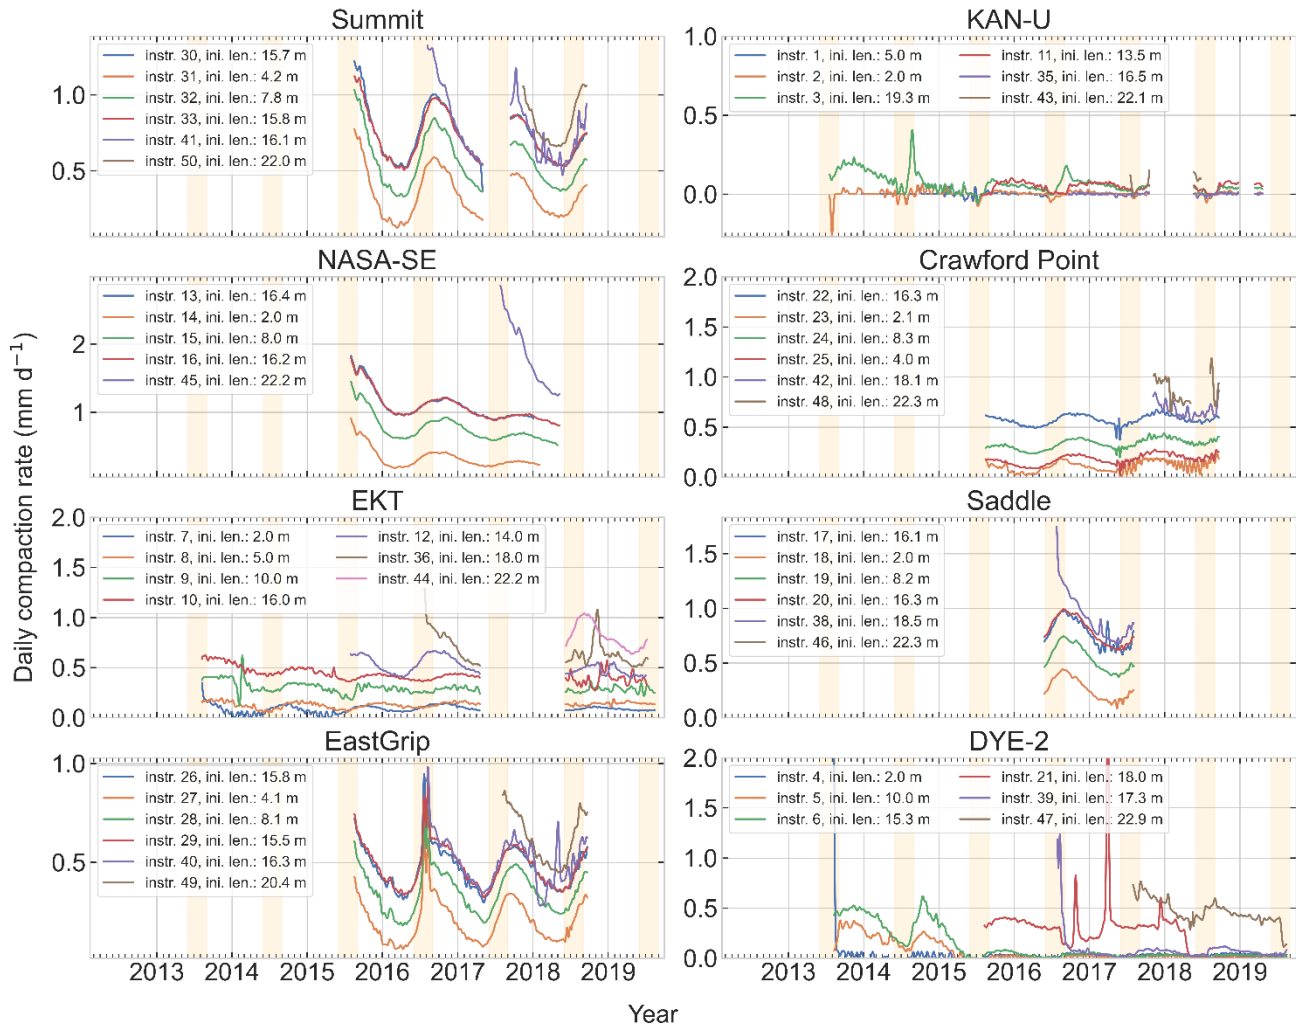 Summit
instr. 30, ini. len.: 15.7 m
instr. 31, ini. len.: 4.2 m
instr. 32, ini. len.: 7.8 m
instr. 33, ini. len.: 15.8 m
instr. 41, ini. len.: 16.1 m
instr. 50, ini. len.: 22.0 m
1.0
0.5
KAN-U
instr. 1, ini. len.: 5.0 m
instr. 2, ini. len.: 2.0 m
instr. 3, ini. len.: 19.3 m
instr. 11, ini. len.: 13.5 m
instr. 35, ini. len.: 16.5 m
instr. 43, ini. len.: 22.1 m
1.0
0.5
0.0
NASA-SE
instr. 13, ini. len.: 16.4 m
instr. 14, ini. len.: 2.0 m
instr. 15, ini. len.: 8.0 m
instr. 16, ini. len.: 16.2 m
instr. 45, ini. len.: 22.2 m
2
1
Crawford Point
instr. 22, ini. len.: 16.3 m
instr. 23, ini. len.: 2.1 m
instr. 24, ini. len.: 8.3 m
instr. 25, ini. len.: 4.0 m
instr. 42, ini. len.: 18.1 m
instr. 48, ini. len.: 22.3 m
2.0
1.5
1.0
0.5
0.0
Daily compaction rate (mm d⁻¹)
EKT
instr. 7, ini. len.: 2.0 m
instr. 8, ini. len.: 5.0 m
instr. 9, ini. len.: 10.0 m
instr. 10, ini. len.: 16.0 m
instr. 12, ini. len.: 14.0 m
instr. 36, ini. len.: 18.0 m
instr. 44, ini. len.: 22.2 m
2.0
1.5
1.0
0.5
0.0
Saddle
instr. 17, ini. len.: 16.1 m
instr. 18, ini. len.: 2.0 m
instr. 19, ini. len.: 8.2 m
instr. 20, ini. len.: 16.3 m
instr. 38, ini. len.: 18.5 m
instr. 46, ini. len.: 22.3 m
1.5
1.0
0.5
0.0
EastGrip
instr. 26, ini. len.: 15.8 m
instr. 27, ini. len.: 4.1 m
instr. 28, ini. len.: 8.1 m
instr. 29, ini. len.: 15.5 m
instr. 40, ini. len.: 16.3 m
instr. 49, ini. len.: 20.4 m
1.0
0.5
2013 2014 2015 2016 2017 2018 2019
DYE-2
instr. 4, ini. len.: 2.0 m
instr. 5, ini. len.: 10.0 m
instr. 6, ini. len.: 15.3 m
instr. 21, ini. len.: 18.0 m
instr. 39, ini. len.: 17.3 m
instr. 47, ini. len.: 22.9 m
2.0
1.5
1.0
0.5
0.0
2013 2014 2015 2016 2017 2018 2019
Year